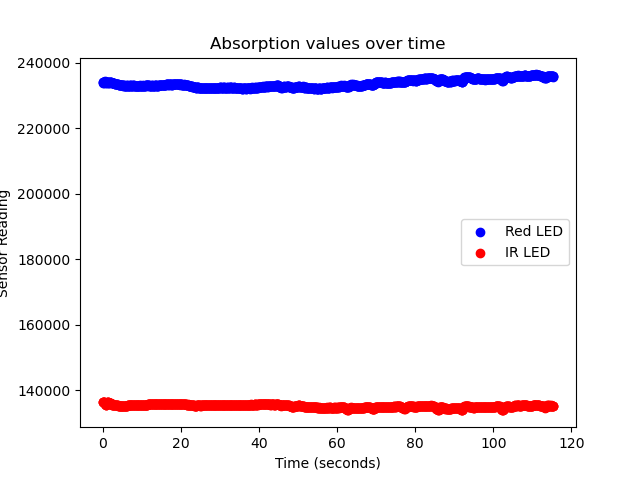 Absorption values over time
Sensor Reading
240000
220000
200000
180000
160000
140000
Red LED
IR LED
0 20 40 60 80 100 120
Time (seconds)